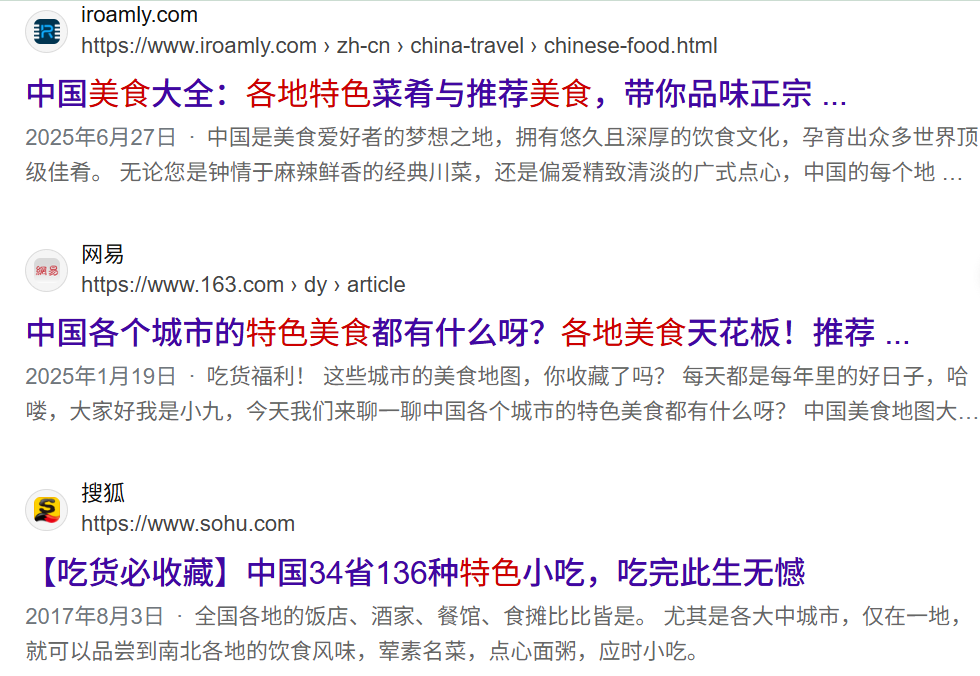 iroamly.com
https://www.iroamly.com › zh-cn › china-travel › chinese-food.html
中国美食大全：各地特色菜肴与推荐美食，带你品味正宗 ...
2025年6月27日 · 中国是美食爱好者的梦想之地，拥有悠久且深厚的饮食文化，孕育出众多世界顶
级佳肴。 无论您是钟情于麻辣鲜香的经典川菜，还是偏爱精致清淡的广式点心，中国的每个地 …
网易
網易
https://www.163.com › dy › article
中国各个城市的特色美食都有什么呀？各地美食天花板！推荐 ...
2025年1月19日 · 吃货福利！ 这些城市的美食地图，你收藏了吗？ 每天都是每年里的好日子，哈
喽，大家好我是小九，今天我们来聊一聊中国各个城市的特色美食都有什么呀？ 中国美食地图大…
搜狐
S
https://www.sohu.com
【吃货必收藏】中国34省136种特色小吃，吃完此生无憾
2017年8月3日 · 全国各地的饭店、酒家、餐馆、食摊比比皆是。 尤其是各大中城市，仅在一地，
就可以品尝到南北各地的饮食风味，荤素名菜，点心面粥，应时小吃。